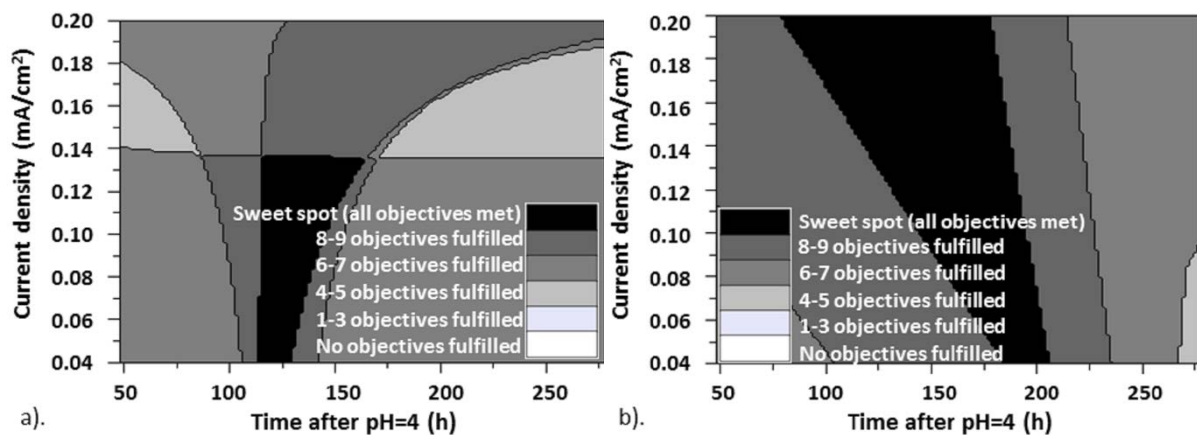 Current density (mA/cm²)
0.20
0.18
0.16
0.14
0.12
0.10
0.08
0.06
0.04
Sweet spot (all objectives met)
8-9 objectives fulfilled
6-7 objectives fulfilled
4-5 objectives fulfilled
1-3 objectives fulfilled
No objectives fulfilled
50 100 150 200 250
Time after pH=4 (h)
a).
Current density (mA/cm²)
0.20
0.18
0.16
0.14
0.12
0.10
0.08
0.06
0.04
Sweet spot (all objectives met)
8-9 objectives fulfilled
6-7 objectives fulfilled
4-5 objectives fulfilled
1-3 objectives fulfilled
No objectives fulfilled
50 100 150 200 250
Time after pH=4 (h)
b).